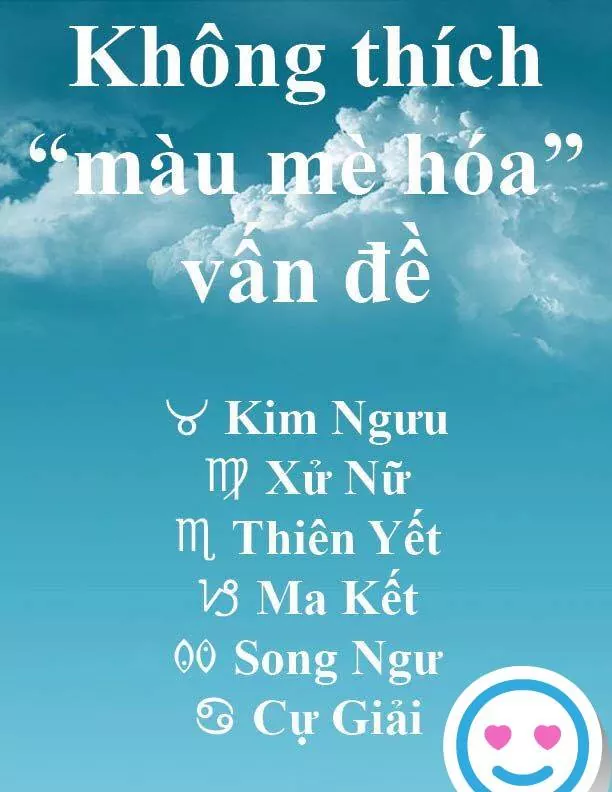 Không thích
“màu mè hóa”
vấn đề
♉ Kim Ngưu
♍ Xử Nữ
♏ Thiên Yết
♑ Ma Kết
Song Ngư
♋ Cự Giải